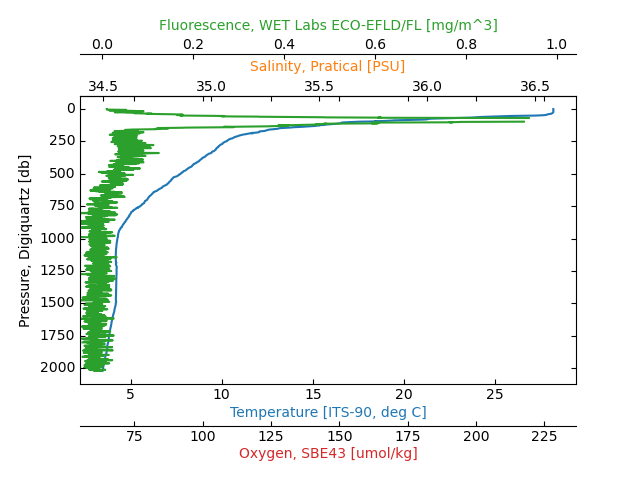 Fluorescence, WET Labs ECO-EFLD/FL [mg/m^3]
0.0 0.2 0.4 0.6 0.8 1.0
Salinity, Pratical [PSU]
34.5 35.0 35.5 36.0 36.5
Pressure, Digiquartz [db]
0
250
500
750
1000
1250
1500
1750
2000
5 10 15 20 25
Temperature [ITS-90, deg C]
75 100 125 150 175 200 225
Oxygen, SBE43 [umol/kg]